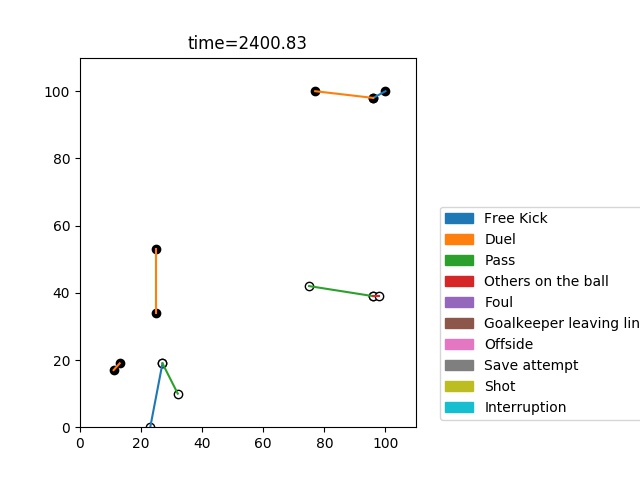 time=2400.83
100
80
60
40
20
0
0 20 40 60 80 100
Free Kick
Duel
Pass
Others on the ball
Foul
Goalkeeper leaving lin
Offside
Save attempt
Shot
Interruption